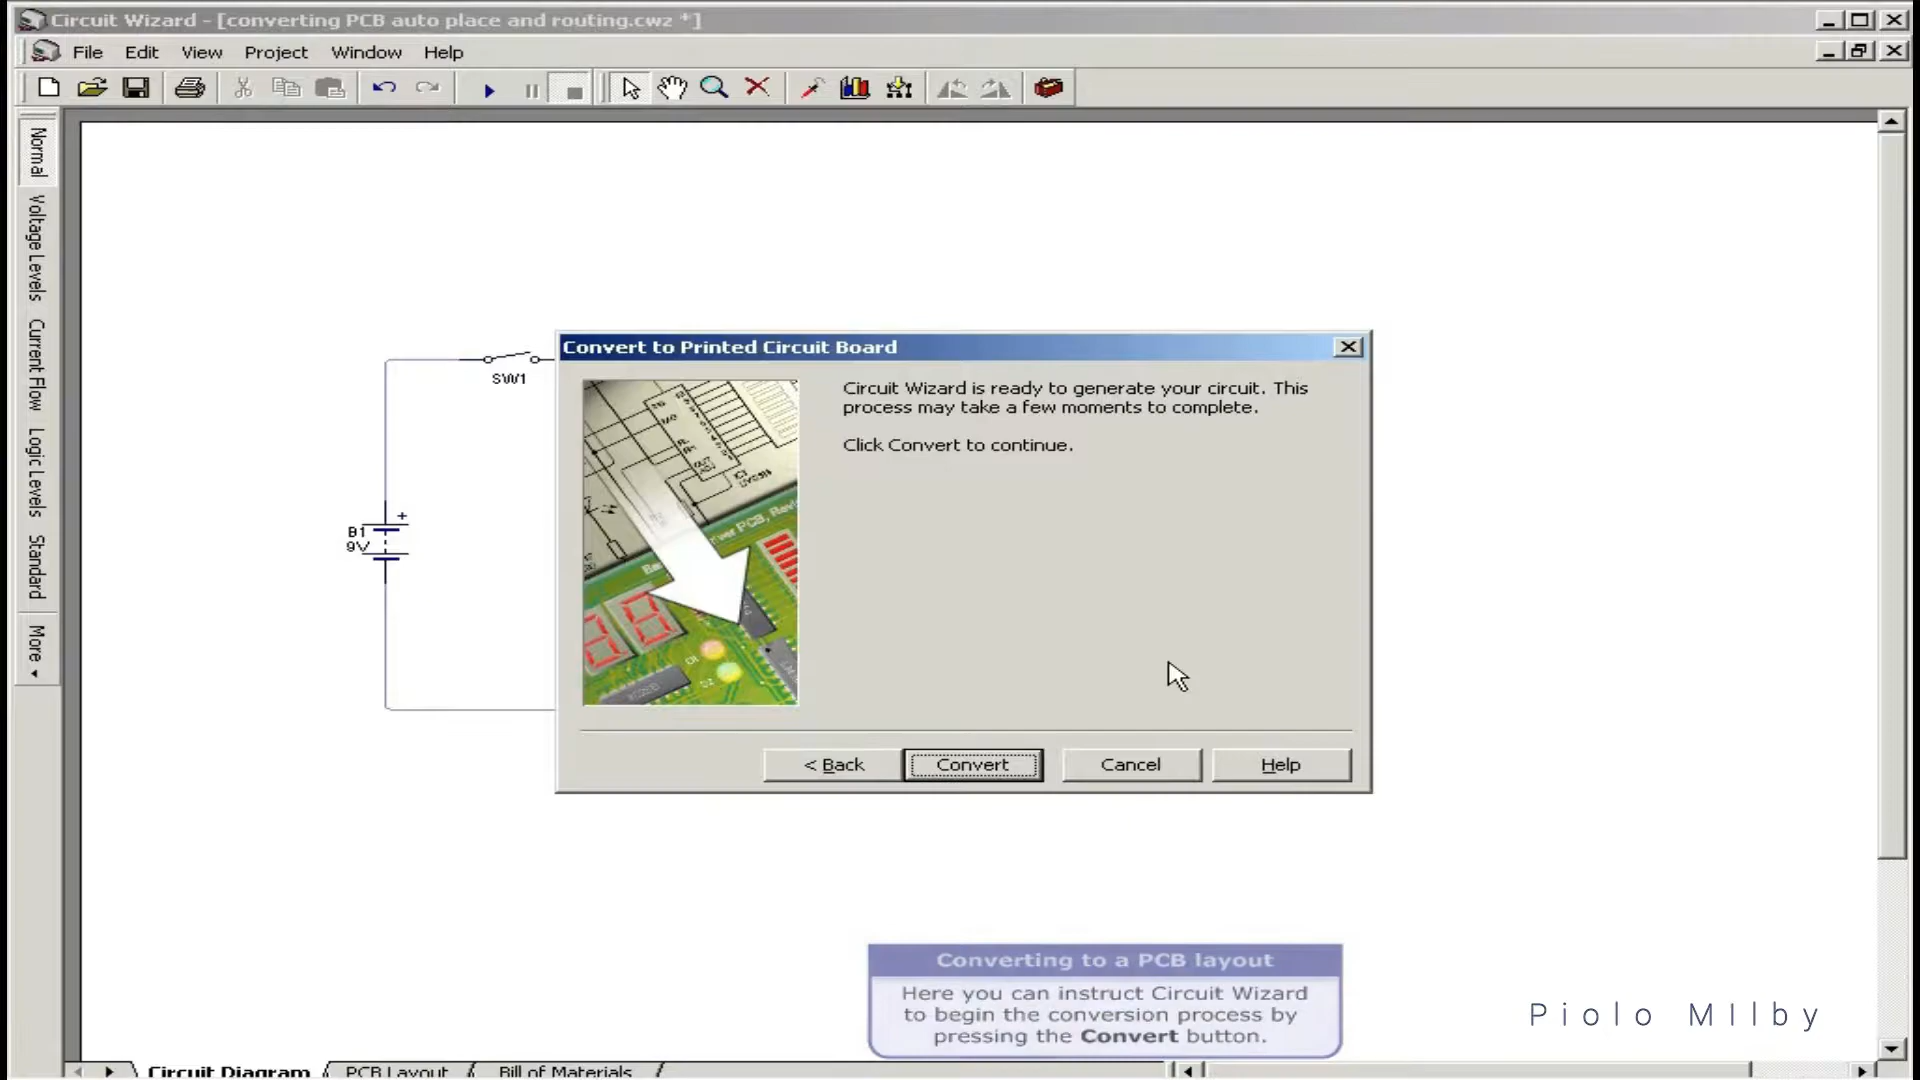 Circuit Wizard - [converting PCB auto place and routing.cwz *]
File Edit View Project Window Help
Normal
Voltage Levels
Current Flow
Logic Levels
Standard
More
SW1
B1
9V
+
Convert to Printed Circuit Board
Circuit Wizard is ready to generate your circuit. This
process may take a few moments to complete.
Click Convert to continue.
< Back Convert Cancel Help
Converting to a PCB layout
Here you can instruct Circuit Wizard
to begin the conversion process by
pressing the Convert button.
Piolo MIlby
Circuit Diagram PCB Layout Bill of Materials